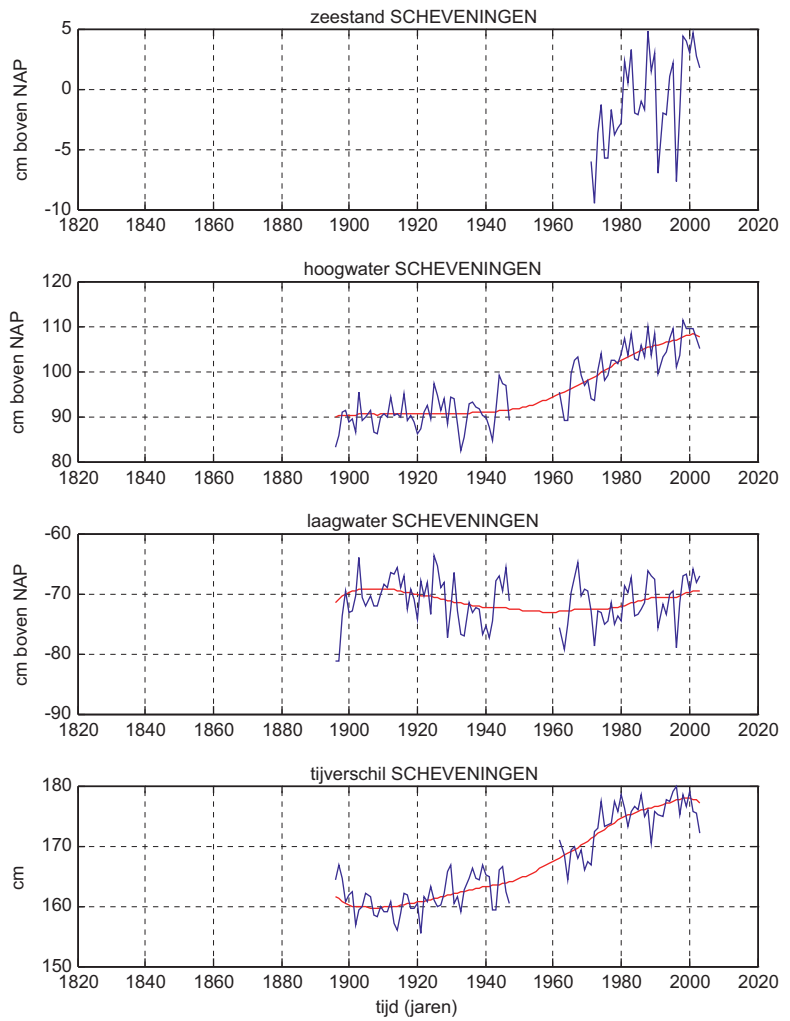 zeestand SCHEVENINGEN
cm boven NAP
5
0
-5
-10
1820 1840 1860 1880 1900 1920 1940 1960 1980 2000 2020
hoogwater SCHEVENINGEN
cm boven NAP
120
110
100
90
80
1820 1840 1860 1880 1900 1920 1940 1960 1980 2000 2020
laagwater SCHEVENINGEN
cm boven NAP
-60
-70
-80
-90
1820 1840 1860 1880 1900 1920 1940 1960 1980 2000 2020
tijverschil SCHEVENINGEN
cm
180
170
160
150
1820 1840 1860 1880 1900 1920 1940 1960 1980 2000 2020
tijd (jaren)